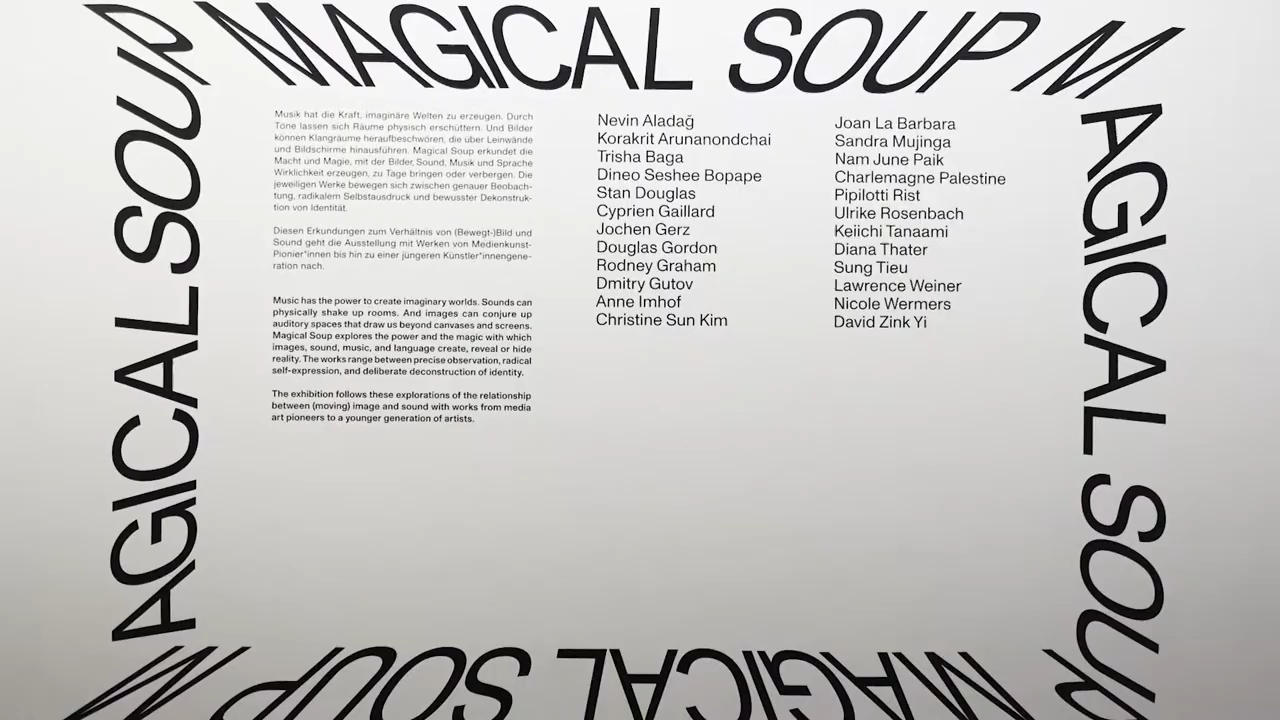 MAGICAL SOUP M
AGICAL SOUP
MAGICAL SOUP M
AGICAL SOUP
Musik hat die Kraft, imaginäre Welten zu erzeugen. Durch
Töne lassen sich Räume physisch erschüttern. Und Bilder
können Klangräume heraufbeschwören, die über Leinwände
und Bildschirme hinausführen. Magical Soup erkundet die
Macht und Magie, mit der Bilder, Sound, Musik und Sprache
Wirklichkeit erzeugen, zu Tage bringen oder verbergen. Die
jeweiligen Werke bewegen sich zwischen genauer Beobach-
tung, radikalem Selbstausdruck und bewusster Dekonstruk-
tion von Identität.
Diesen Erkundungen zum Verhältnis von (Bewegt-)Bild und
Sound geht die Ausstellung mit Werken von Medienkunst-
Pionier*innen bis hin zu einer jüngeren Künstler*innengene-
ration nach.
Music has the power to create imaginary worlds. Sounds can
physically shake up rooms. And images can conjure up
auditory spaces that draw us beyond canvases and screens.
Magical Soup explores the power and the magic with which
images, sound, music, and language create, reveal or hide
reality. The works range between precise observation, radical
self-expression, and deliberate deconstruction of identity.
The exhibition follows these explorations of the relationship
between (moving) image and sound with works from media
art pioneers to a younger generation of artists.
Nevin Aladağ
Korakrit Arunanondchai
Trisha Baga
Dineo Seshee Bopape
Stan Douglas
Cyprien Gaillard
Jochen Gerz
Douglas Gordon
Rodney Graham
Dmitry Gutov
Anne Imhof
Christine Sun Kim
Joan La Barbara
Sandra Mujinga
Nam June Paik
Charlemagne Palestine
Pipilotti Rist
Ulrike Rosenbach
Keiichi Tanaami
Diana Thater
Sung Tieu
Lawrence Weiner
Nicole Wermers
David Zink Yi